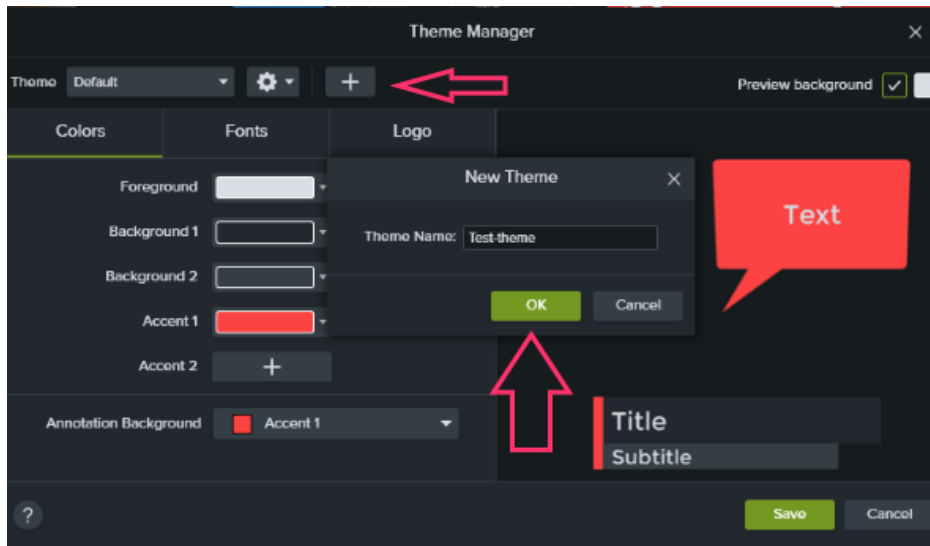 Theme Manager
Theme Default Preview background
Colors Fonts Logo
Foreground
Background 1
Background 2
Accent 1
Accent 2
Annotation Background Accent 1
New Theme
Theme Name: Test-theme
OK Cancel
Text
Title
Subtitle
? Save Cancel